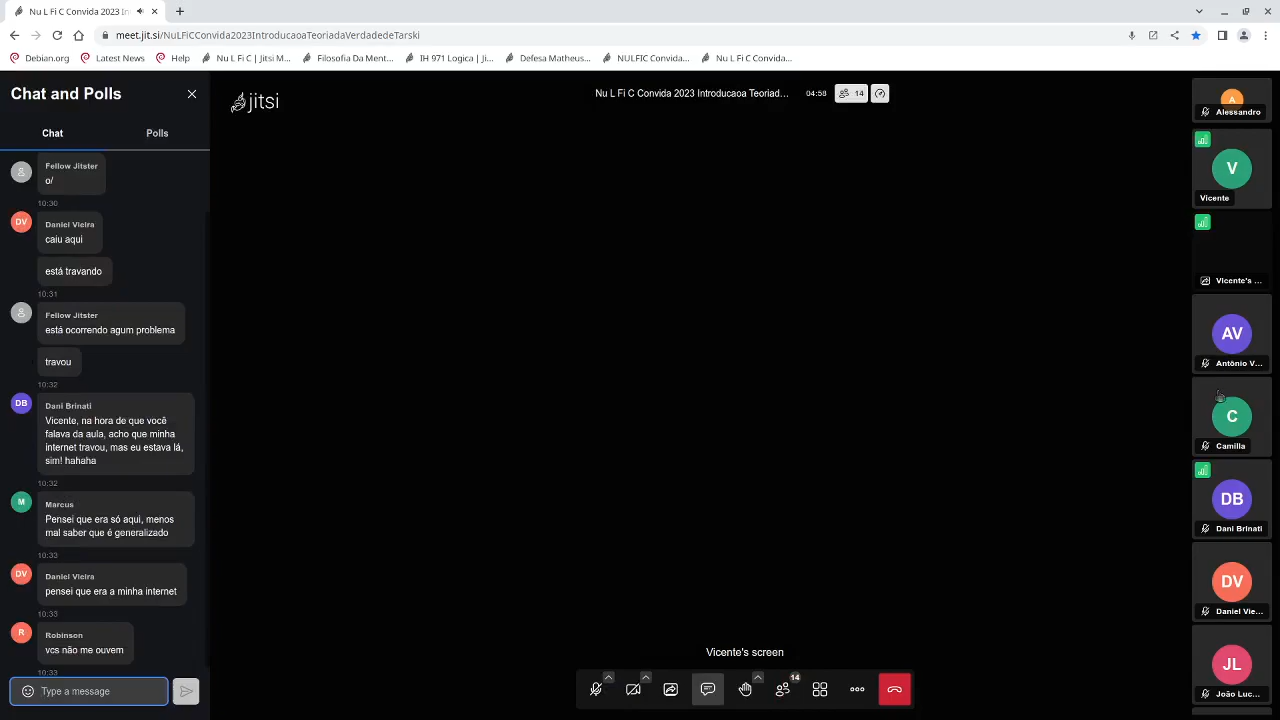 Nu L Fi C Convida 2023 In
meet.jit.si/NuLFiCConvida2023IntroducaoaTeoriadaVerdadedeTarski
Debian.org
Latest News
Help
Nu L Fi C | Jitsi M...
Filosofia Da Ment...
IH 971 Logica | Ji...
Defesa Matheus...
NULFIC Convida...
Nu L Fi C Convida...
Chat and Polls
Chat
Polls
Fellow Jitster
o/
10:30
DV
Daniel Vieira
caiu aqui
está travando
10:31
Fellow Jitster
está ocorrendo agum problema
travou
10:32
DB
Dani Brinati
Vicente, na hora de que você
falava da aula, acho que minha
internet travou, mas eu estava lá,
sim! hahaha
10:32
M
Marcus
Pensei que era só aqui, menos
mal saber que é generalizado
10:33
DV
Daniel Vieira
pensei que era a minha internet
10:33
R
Robinson
vcs não me ouvem
10:33
Type a message
jitsi
Nu L Fi C Convida 2023 Introducaoa Teoriad...
04:58
14
Vicente's screen
14
A
Alessandro
V
Vicente
Vicente's ...
AV
Antônio V...
C
Camilla
DB
Dani Brinati
DV
Daniel Vie...
JL
João Luc...